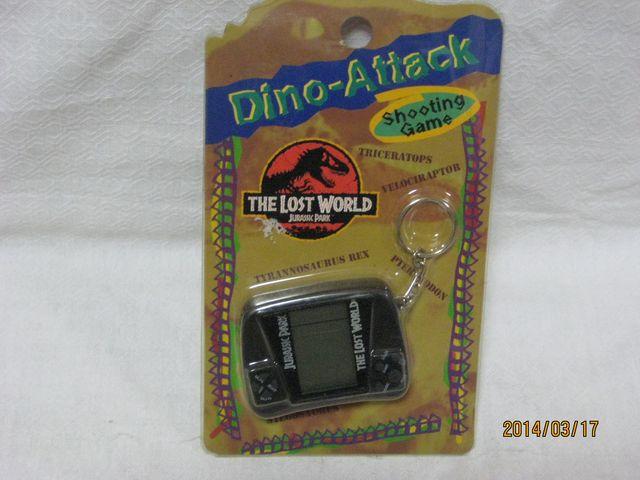 Dino-Attack
Shooting
Game
TRICERATOPS
VELOCIRAPTOR
THE LOST WORLD
JURASSIC PARK
TYRANNOSAURUS REX
JURASSIC PARK
THE LOST WORLD
2014/03/17